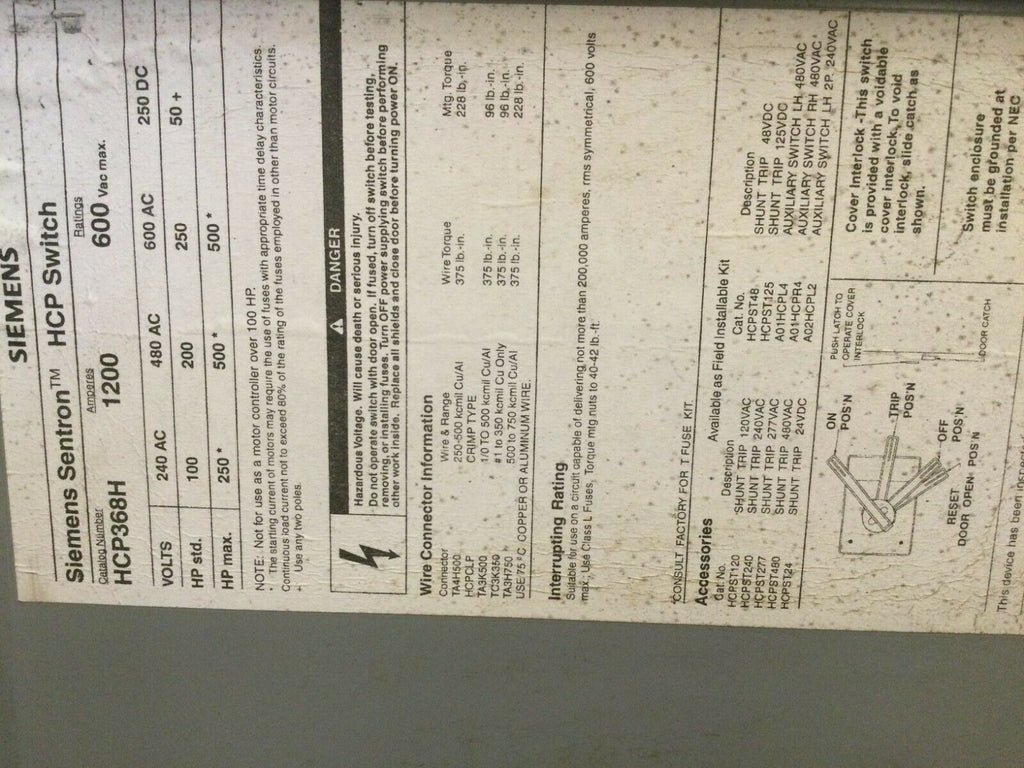 SIEMENS
Siemens Sentron™ HCP Switch
Catalog Number Amperes Ratings
HCP368H 1200 600 Vac max.
VOLTS 240 AC 480 AC 600 AC 250 DC
HP std. 100 200 250 50 +
HP max. 250 * 500 * 500 *
NOTE: Not for use as a motor controller over 100 HP.
* The starting current of motors may require the use of fuses with appropriate time delay characteristics.
Continuous load current not to exceed 80% of the rating of the fuses employed in other than motor circuits.
+ Use any two poles.
⚠ DANGER
Hazardous Voltage. Will cause death or serious injury.
Do not operate switch with door open. If fused, turn off switch before testing,
removing, or installing fuses. Turn OFF power supplying switch before performing
other work inside. Replace all shields and close door before turning power ON.
Wire Connector Information
Connector Wire & Range Wire Torque Mtg. Torque
TA4H500 250-500 kcmil Cu/Al 375 lb.-in. 228 lb.-in.
HCPCLP CRIMP TYPE
TA3K500 1/0 TO 500 kcmil Cu/Al 375 lb.-in. 96 lb.-in.
TC3K350 #1 to 350 kcmil Cu Only 375 lb.-in. 96 lb.-in.
TA3H750 500 to 750 kcmil Cu/Al 375 lb.-in. 228 lb.-in.
USE 75°C. COPPER OR ALUMINUM WIRE.
Interrupting Rating
Suitable for use on a circuit capable of delivering not more than 200,000 amperes, rms symmetrical, 600 volts
max., Use Class L Fuses. Torque mtg nuts to 40-42 lb.-ft.
*CONSULT FACTORY FOR T FUSE KIT.
Accessories Available as Field Installable Kit
Cat. No. Description Cat. No. Description
HCPST120 SHUNT TRIP 120VAC HCPST48 SHUNT TRIP 48VDC
HCPST240 SHUNT TRIP 240VAC HCPST125 SHUNT TRIP 125VDC
HCPST277 SHUNT TRIP 277VAC A01HCPL4 AUXILIARY SWITCH LH 480VAC
HCPST480 SHUNT TRIP 480VAC A01HCPR4 AUXILIARY SWITCH RH 480VAC
HCPST24 SHUNT TRIP 24VDC A02HCPL2 AUXILIARY SWITCH LH 2P 240VAC
ON
POS'N
TRIP
POS'N
OFF
POS'N
RESET
DOOR OPEN POS'N
PUSH LATCH TO
OPERATE COVER
INTERLOCK
DOOR CATCH
Cover Interlock -This switch
is provided with a voidable
cover interlock. To void
interlock, slide catch as
shown.
Switch enclosure
must be grounded at
installation per NEC
This device has been